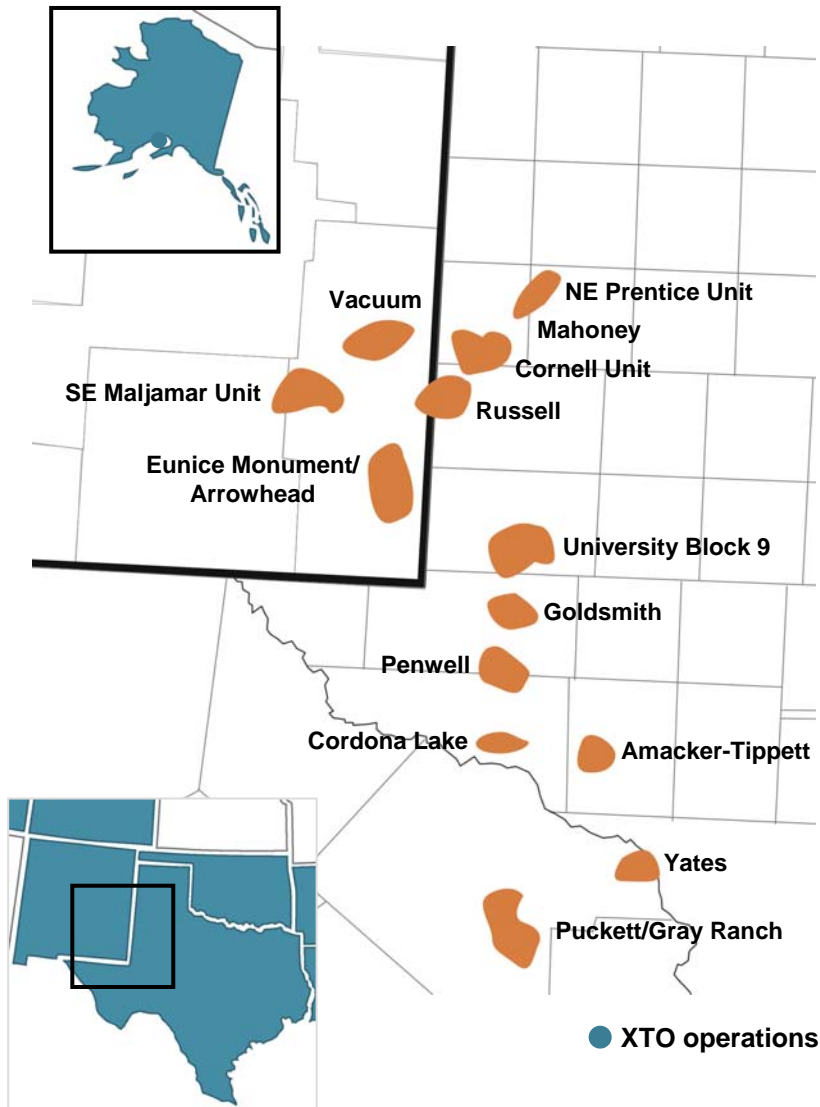 NE Prentice Unit
Vacuum
Mahoney
Cornell Unit
SE Maljamar Unit
Russell
Eunice Monument/
Arrowhead
University Block 9
Goldsmith
Penwell
Cordona Lake
Amacker-Tippett
Yates
Puckett/Gray Ranch
XTO operations